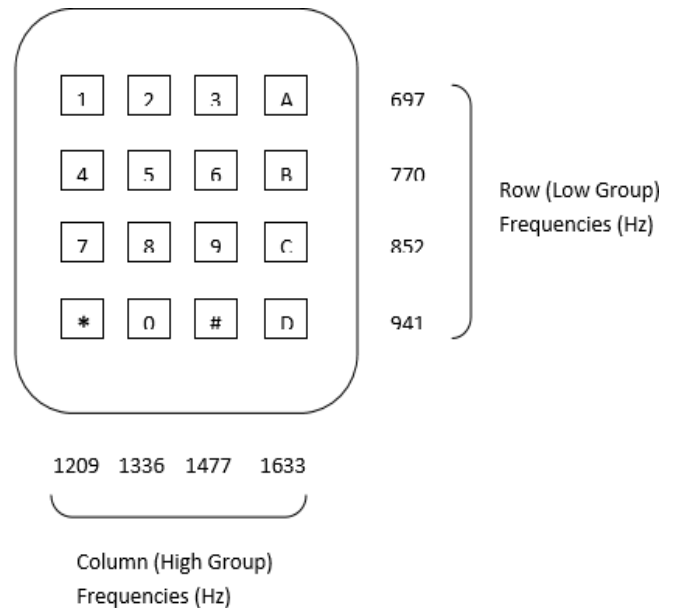 1 2 3 A 697
4 5 6 B 770
Row (Low Group)
Frequencies (Hz)
7 8 9 C 852
* 0 # D 941
1209 1336 1477 1633
Column (High Group)
Frequencies (Hz)